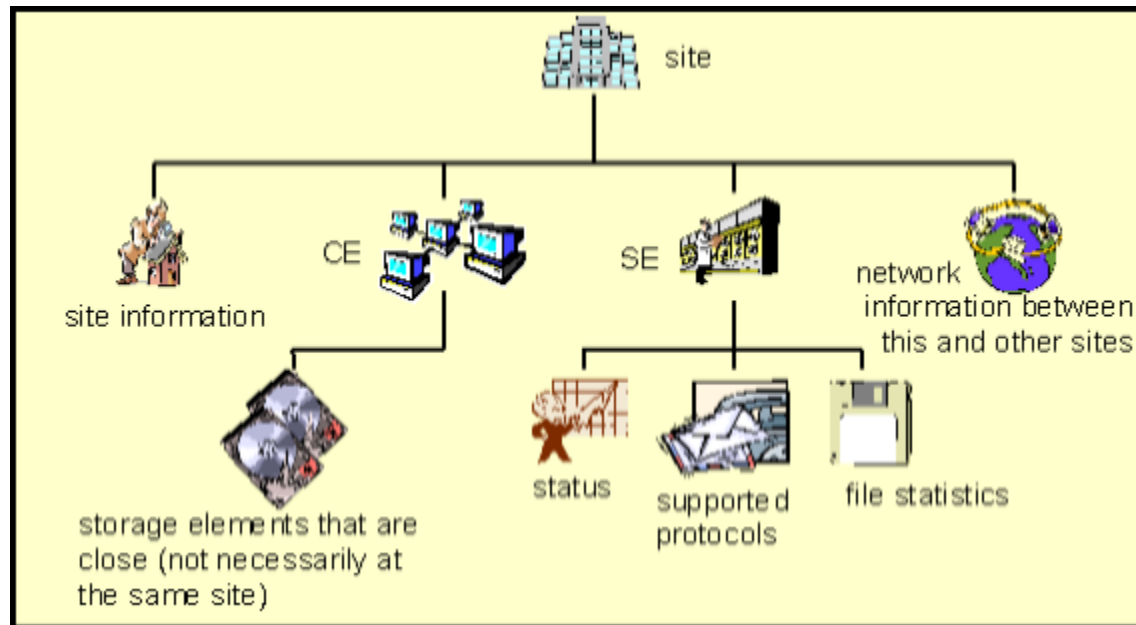 site
CE
SE
site information
network
information between
this and other sites
status
supported
protocols
file statistics
storage elements that are
close (not necessarily at
the same site)